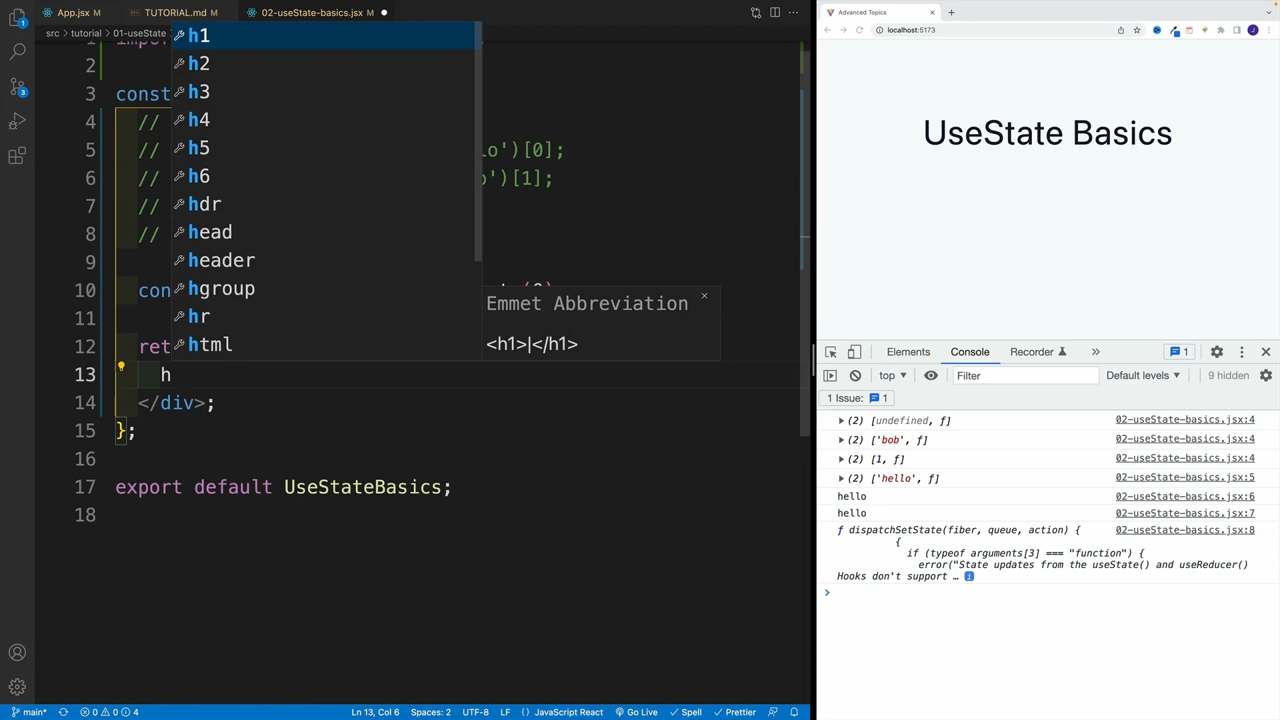 App.jsx M
TUTORIAL.md M
02-useState-basics.jsx M
src › tutorial › 01-useState
1
2
3 const
4 //
5 // lo')[0];
6 // o')[1];
7 //
8 //
9
10 con
11
12 ret
13 h
14 </div>;
15 };
16
17 export default UseStateBasics;
18
h1
h2
h3
h4
h5
h6
hdr
head
header
hgroup
hr
html
Emmet Abbreviation ×
<h1>|</h1>
main* 0 0 4 Ln 13, Col 6 Spaces: 2 UTF-8 LF { } JavaScript React Go Live Spell Prettier
1
3
Advanced Topics × +
localhost:5173
J
UseState Basics
Elements Console Recorder » 1
top Filter Default levels 9 hidden
1 Issue: 1
(2) [undefined, ƒ] 02-useState-basics.jsx:4
(2) ['bob', ƒ] 02-useState-basics.jsx:4
(2) [1, ƒ] 02-useState-basics.jsx:4
(2) ['hello', ƒ] 02-useState-basics.jsx:5
hello 02-useState-basics.jsx:6
hello 02-useState-basics.jsx:7
ƒ dispatchSetState(fiber, queue, action) { 02-useState-basics.jsx:8
{
if (typeof arguments[3] === "function") {
error("State updates from the useState() and useReducer()
Hooks don't support …